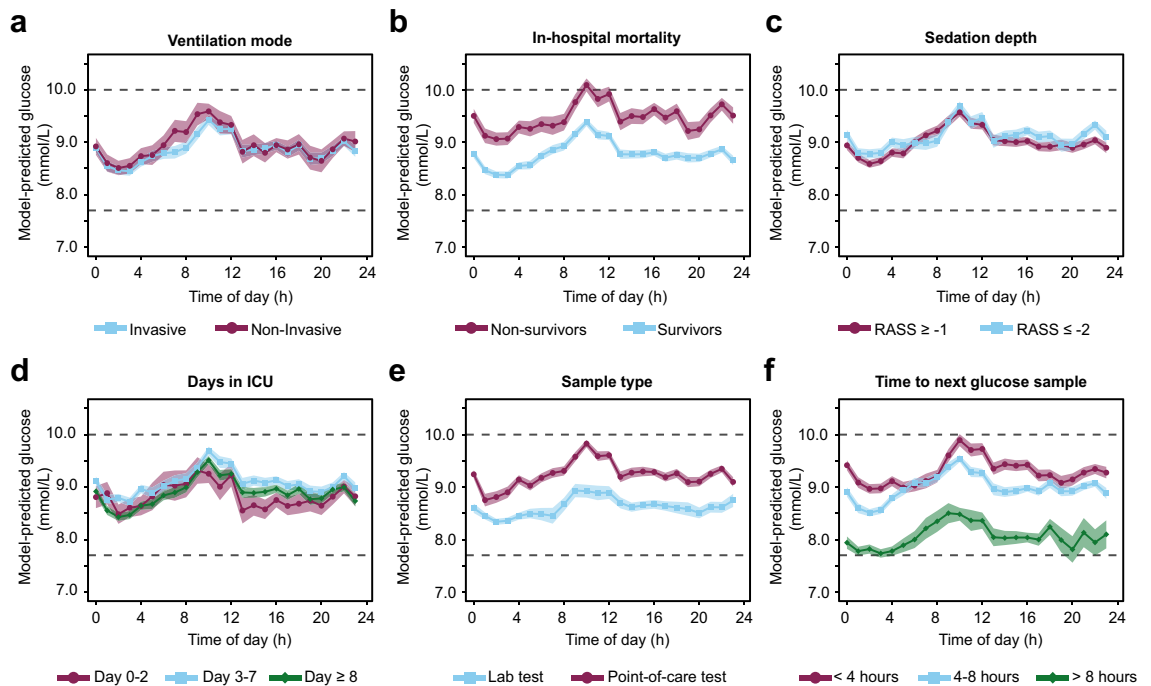 a
Ventilation mode
Model-predicted glucose
(mmol/L)
10.0
9.0
8.0
7.0
0 4 8 12 16 20 24
Time of day (h)
Invasive Non-Invasive
b
In-hospital mortality
Model-predicted glucose
(mmol/L)
10.0
9.0
8.0
7.0
0 4 8 12 16 20 24
Time of day (h)
Non-survivors Survivors
c
Sedation depth
Model-predicted glucose
(mmol/L)
10.0
9.0
8.0
7.0
0 4 8 12 16 20 24
Time of day (h)
RASS ≥ -1 RASS ≤ -2
d
Days in ICU
Model-predicted glucose
(mmol/L)
10.0
9.0
8.0
7.0
0 4 8 12 16 20 24
Time of day (h)
Day 0-2 Day 3-7 Day ≥ 8
e
Sample type
Model-predicted glucose
(mmol/L)
10.0
9.0
8.0
7.0
0 4 8 12 16 20 24
Time of day (h)
Lab test Point-of-care test
f
Time to next glucose sample
Model-predicted glucose
(mmol/L)
10.0
9.0
8.0
7.0
0 4 8 12 16 20 24
Time of day (h)
< 4 hours 4-8 hours > 8 hours